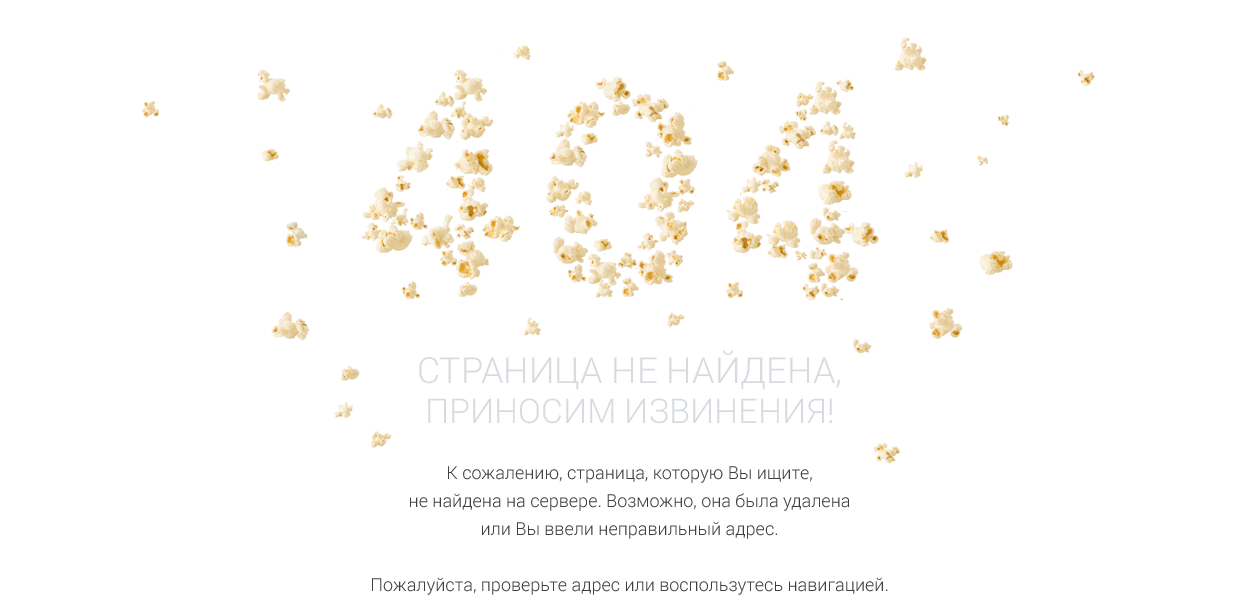 404
СТРАНИЦА НЕ НАЙДЕНА,
ПРИНОСИМ ИЗВИНЕНИЯ!
К сожалению, страница, которую Вы ищите,
не найдена на сервере. Возможно, она была удалена
или Вы ввели неправильный адрес.
Пожалуйста, проверьте адрес или воспользутесь навигацией.